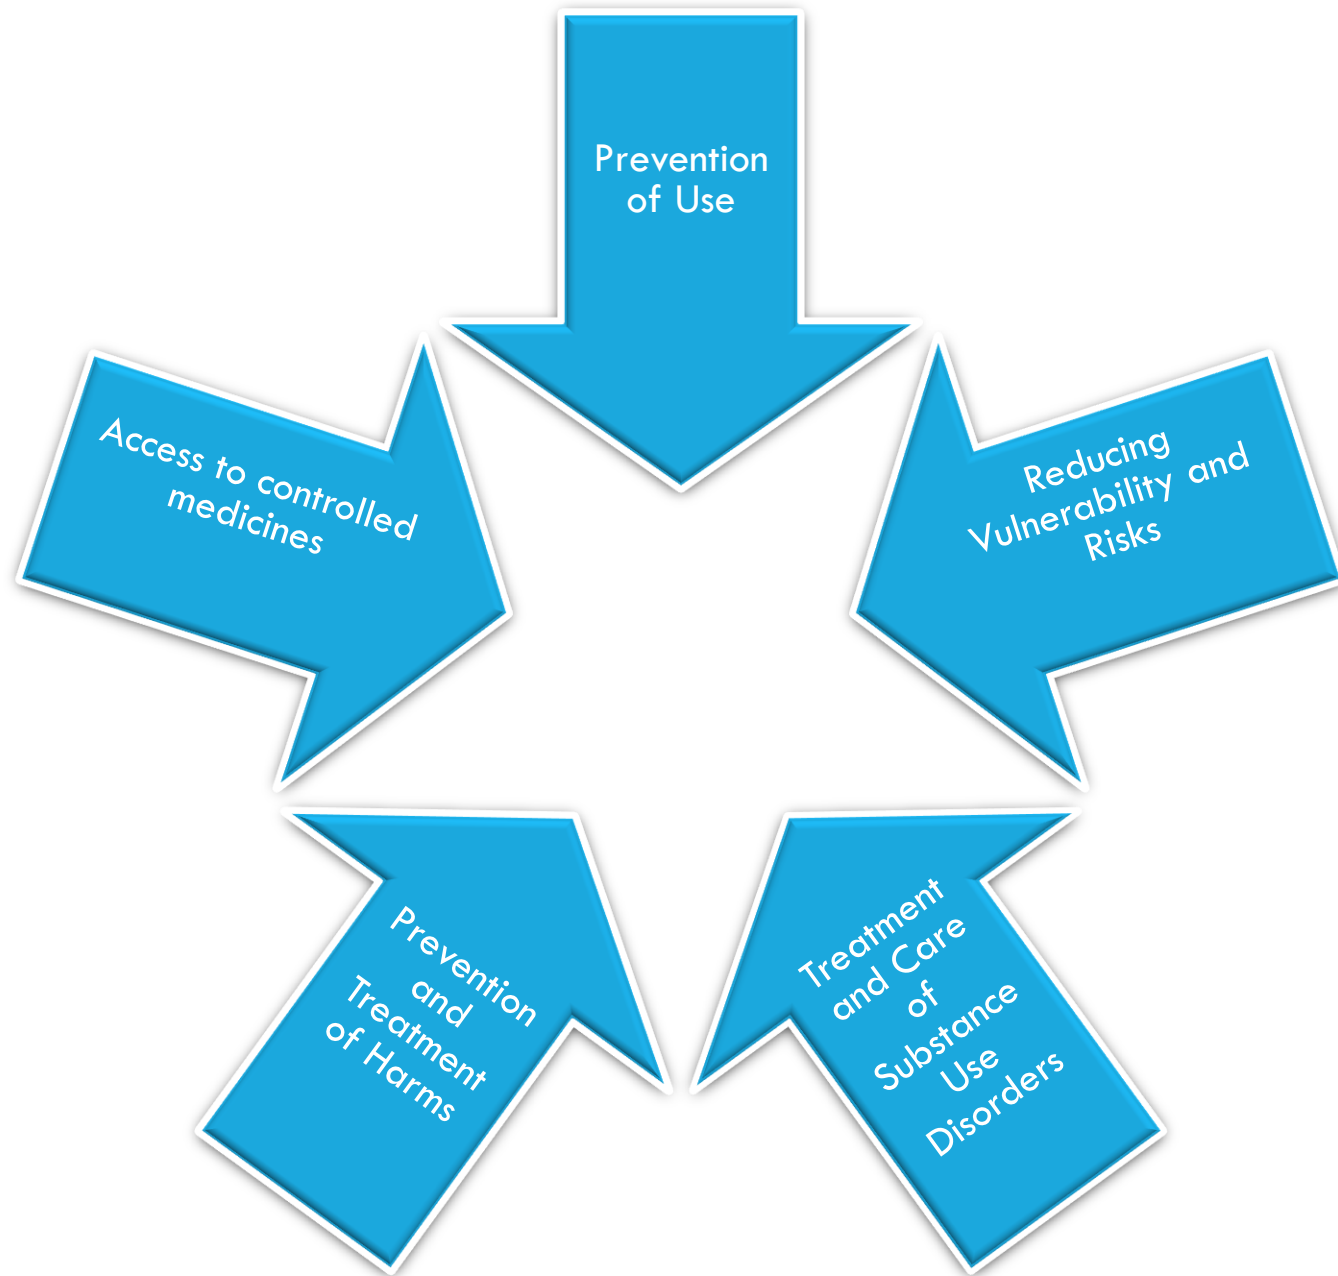 Prevention
of Use
Reducing
Vulnerability and
Risks
Treatment
and Care
of
Substance
Use
Disorders
Prevention
and
Treatment
of Harms
Access to controlled
medicines